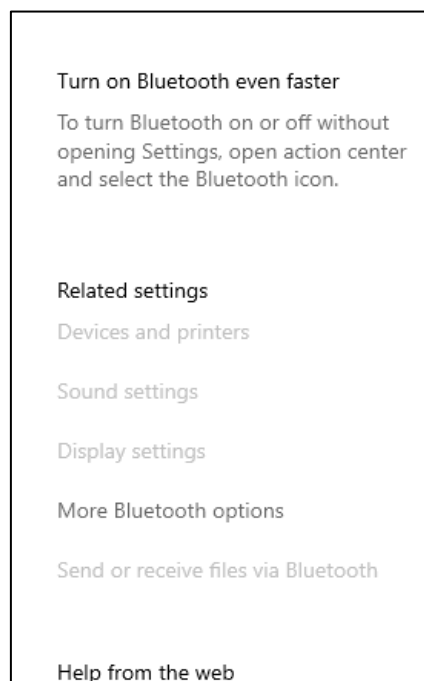 Turn on Bluetooth even faster
To turn Bluetooth on or off without
opening Settings, open action center
and select the Bluetooth icon.
Related settings
Devices and printers
Sound settings
Display settings
More Bluetooth options
Send or receive files via Bluetooth
Help from the web